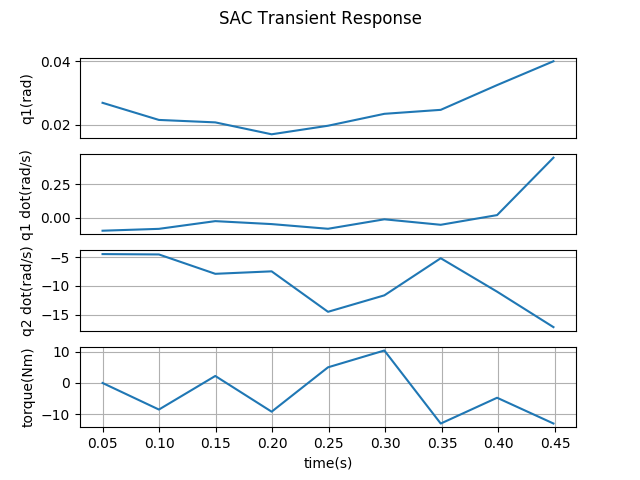 SAC Transient Response
q1(rad)
0.04
0.02
q1 dot(rad/s)
0.25
0.00
q2 dot(rad/s)
−5
−10
−15
torque(Nm)
10
0
−10
0.05 0.10 0.15 0.20 0.25 0.30 0.35 0.40 0.45
time(s)